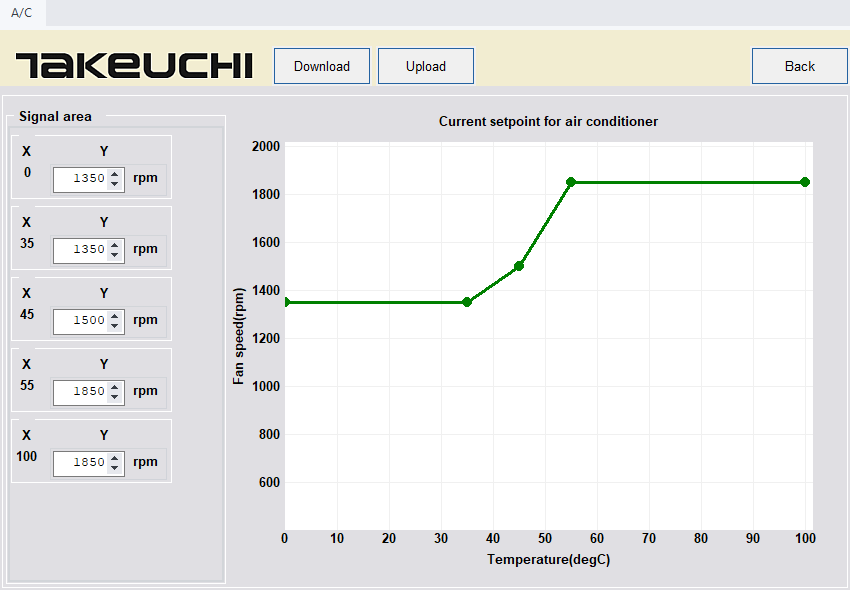 A/C
TAKEUCHI
Download
Upload
Back
Signal area
X Y
0 1350 rpm
X Y
35 1350 rpm
X Y
45 1500 rpm
X Y
55 1850 rpm
X Y
100 1850 rpm
Current setpoint for air conditioner
2000
1800
1600
1400
1200
1000
800
600
Fan speed(rpm)
0 10 20 30 40 50 60 70 80 90 100
Temperature(degC)